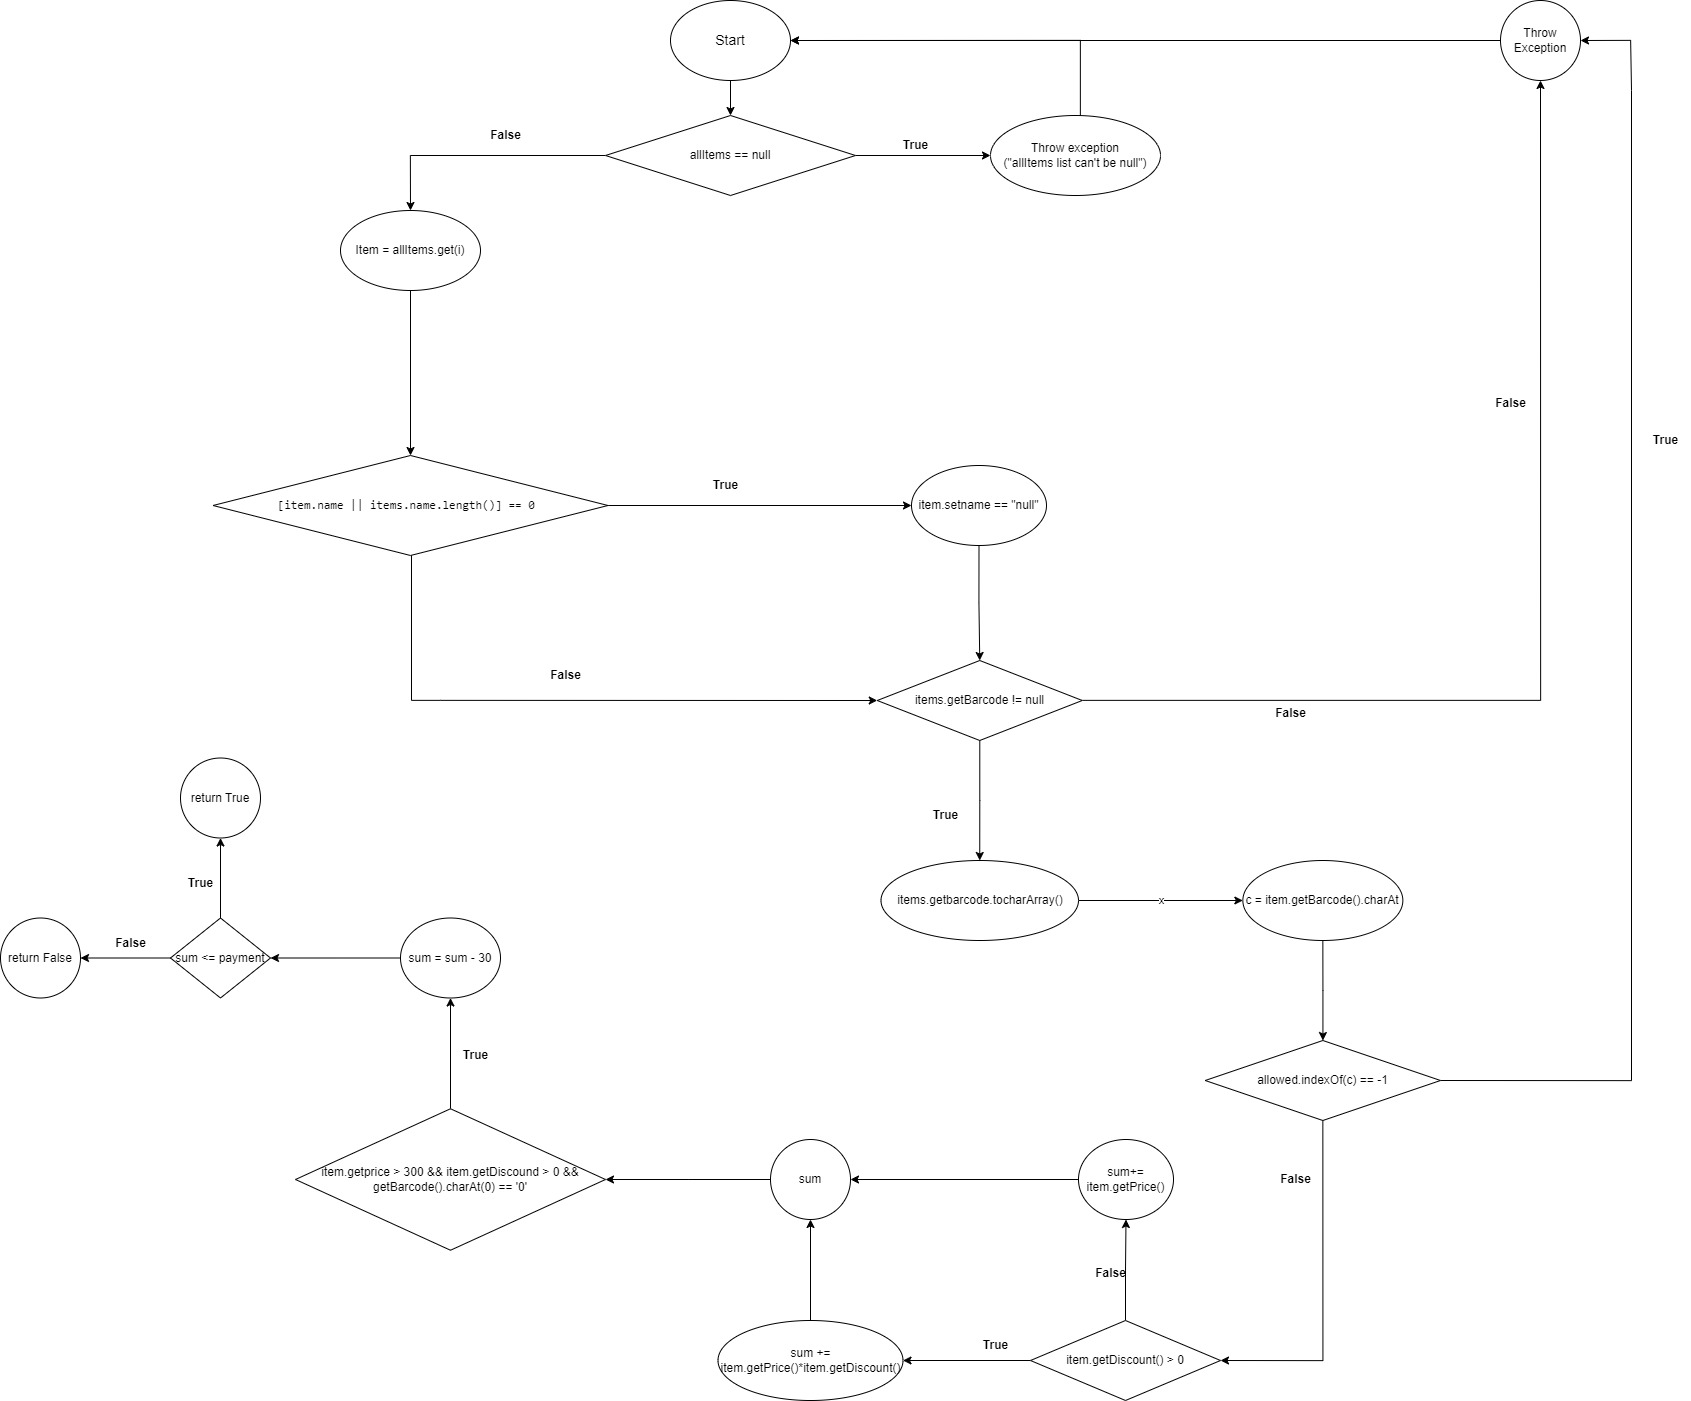 Start
Throw
Exception
False
allItems == null
True
Throw exception
("allItems list can't be null")
Item = allItems.get(i)
False
True
[item.name || items.name.length()] == 0
True
item.setname == "null"
False
items.getBarcode != null
False
return True
True
items.getbarcode.tocharArray()
x
c = item.getBarcode().charAt
True
False
return False
sum <= payment
sum = sum - 30
True
allowed.indexOf(c) == -1
item.getprice > 300 && item.getDiscound > 0 &&
getBarcode().charAt(0) == '0'
sum
sum+=
item.getPrice()
False
False
True
sum +=
item.getPrice()*item.getDiscount()
item.getDiscount() > 0